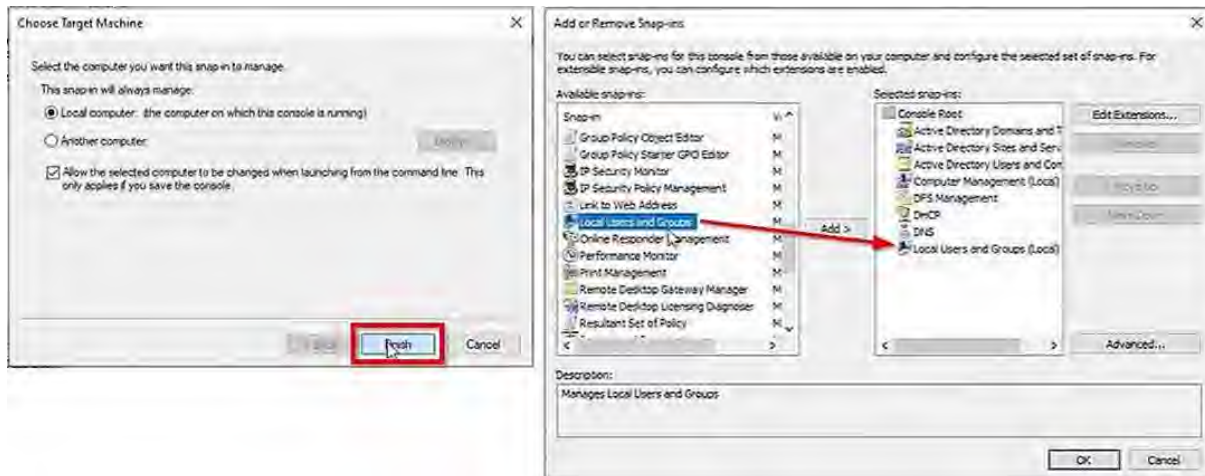 Choose Target Machine
Select the computer you want this snap-in to manage.
This snap-in will always manage:
Local computer: (the computer on which this console is running)
Another computer:
Allow the selected computer to be changed when launching from the command line. This
only applies if you save the console.
Finish
Cancel
Add or Remove Snap-ins
You can select snap-ins for this console from those available on your computer and configure the selected set of snap-ins. For
extensible snap-ins, you can configure which extensions are enabled.
Available snap-ins:
Snap-in
Group Policy Object Editor M
Group Policy Starter GPO Editor M
IP Security Monitor M
IP Security Policy Management M
Link to Web Address M
Local Users and Groups M
Online Responder M
Performance Monitor M
Print Management M
Remote Desktop Gateway Manager M
Remote Desktop Licensing Diagnoser M
Resultant Set of Policy M
Add >
Selected snap-ins:
Console Root
Active Directory Domains and T
Active Directory Sites and Serv
Active Directory Users and Com
Computer Management (Local)
DFS Management
DHCP
DNS
Local Users and Groups (Local)
Edit Extensions...
Advanced...
Description:
Manages Local Users and Groups
OK
Cancel